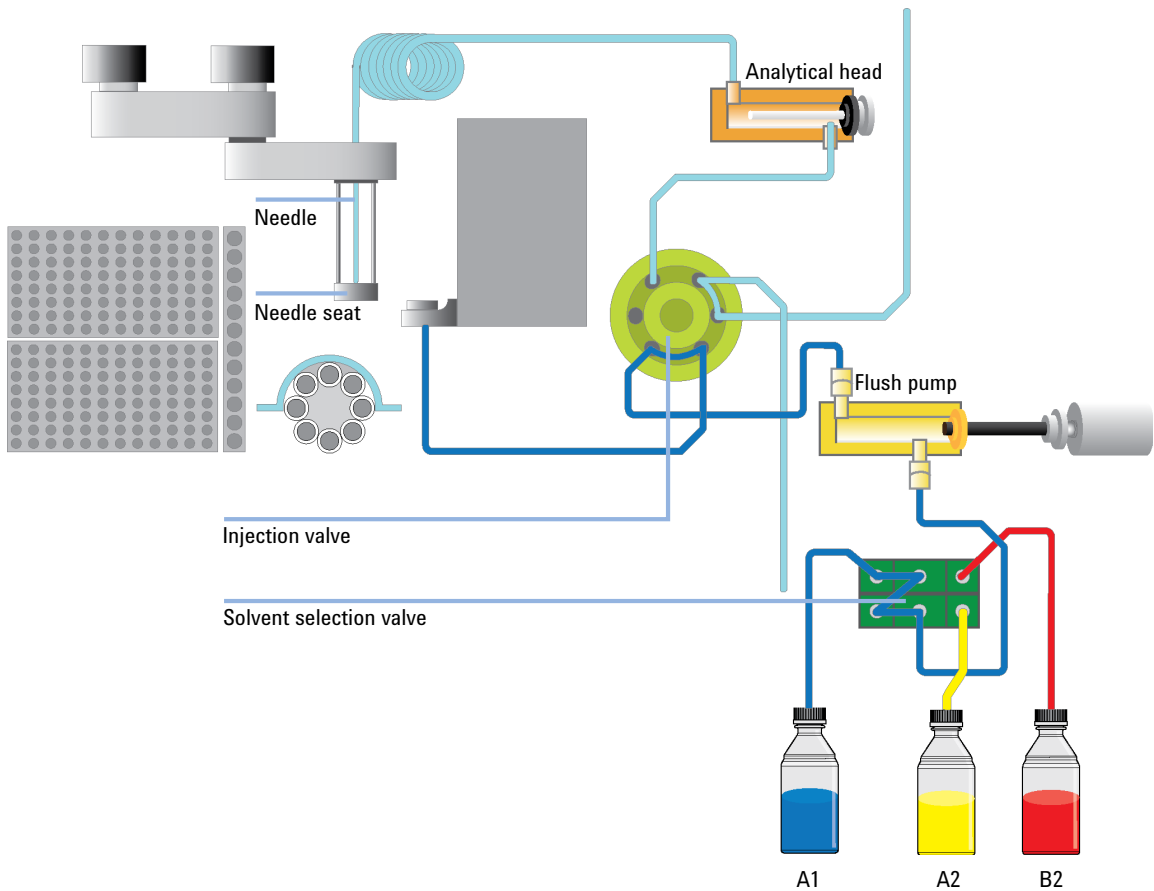 Analytical head
Needle
Needle seat
Flush pump
Injection valve
Solvent selection valve
A1
A2
B2